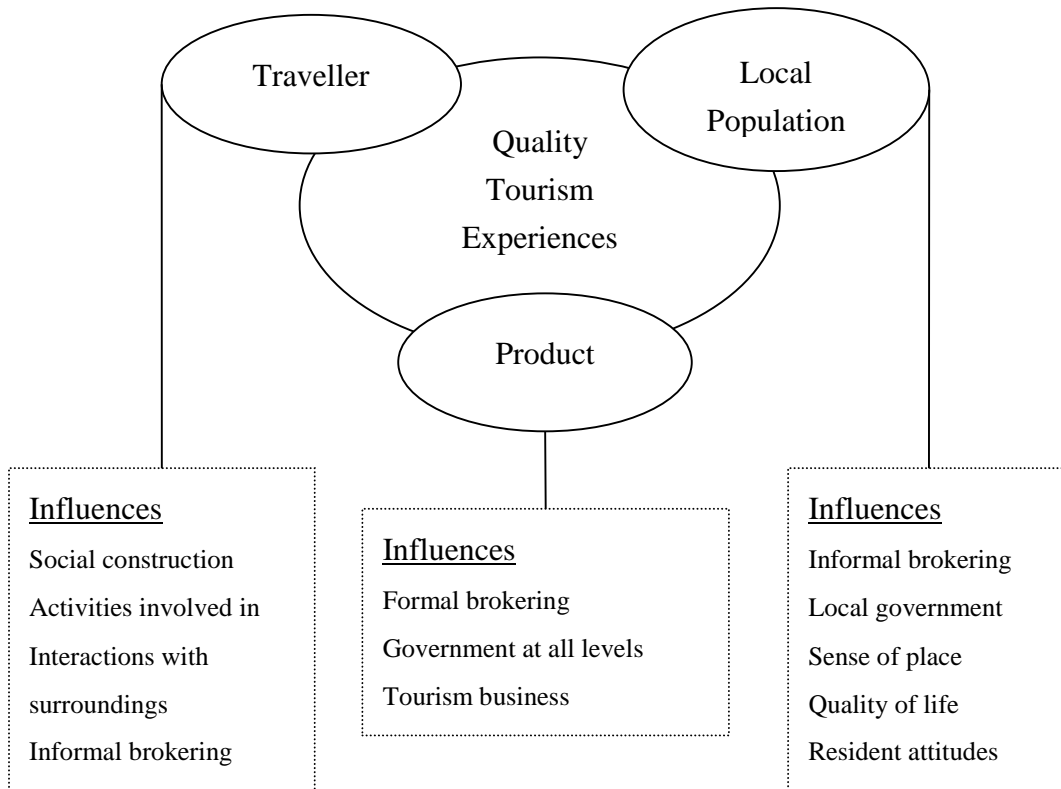 Traveller
Local
Population
Quality
Tourism
Experiences
Product
Influences
Social construction
Activities involved in
Interactions with
surroundings
Informal brokering
Influences
Formal brokering
Government at all levels
Tourism business
Influences
Informal brokering
Local government
Sense of place
Quality of life
Resident attitudes